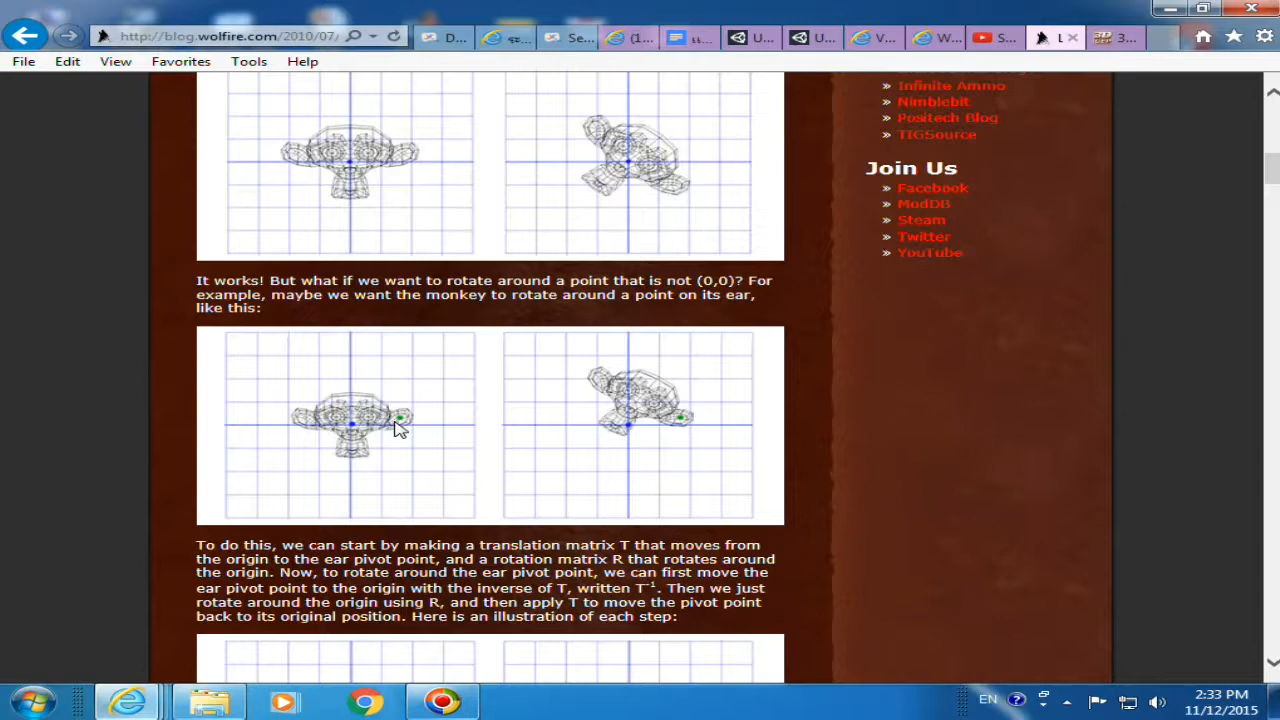 http://blog.wolfire.com/2010/07/
D...
Se...
(1...
U...
U...
V...
W...
S...
L
3...
File Edit View Favorites Tools Help
» Infinite Ammo
» Nimblebit
» Positech Blog
» TIGSource
Join Us
» Facebook
» ModDB
» Steam
» Twitter
» YouTube
It works! But what if we want to rotate around a point that is not (0,0)? For
example, maybe we want the monkey to rotate around a point on its ear,
like this:
To do this, we can start by making a translation matrix T that moves from
the origin to the ear pivot point, and a rotation matrix R that rotates around
the origin. Now, to rotate around the ear pivot point, we can first move the
ear pivot point to the origin with the inverse of T, written T⁻¹. Then we just
rotate around the origin using R, and then apply T to move the pivot point
back to its original position. Here is an illustration of each step:
EN
2:33 PM
11/12/2015